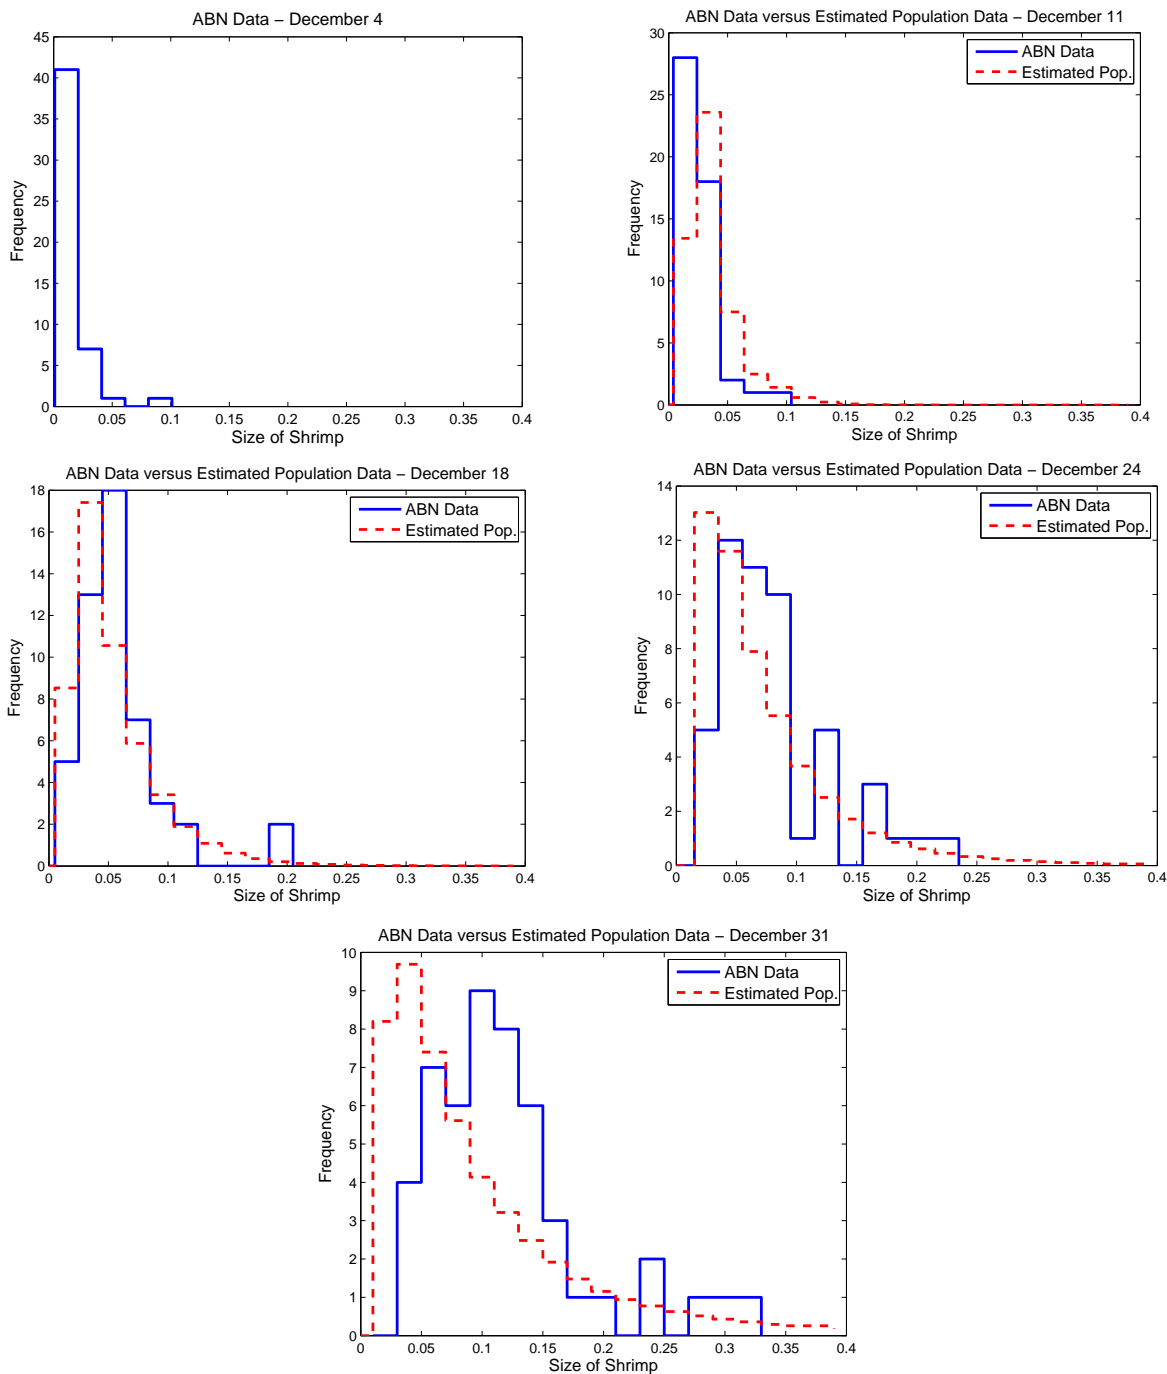 ABN Data – December 4
45
40
35
30
25
20
15
10
5
0
Frequency
0 0.05 0.1 0.15 0.2 0.25 0.3 0.35 0.4
Size of Shrimp
ABN Data versus Estimated Population Data – December 11
30
25
20
15
10
5
0
Frequency
ABN Data
Estimated Pop.
0 0.05 0.1 0.15 0.2 0.25 0.3 0.35 0.4
Size of Shrimp
ABN Data versus Estimated Population Data – December 18
18
16
14
12
10
8
6
4
2
0
Frequency
ABN Data
Estimated Pop.
0 0.05 0.1 0.15 0.2 0.25 0.3 0.35 0.4
Size of Shrimp
ABN Data versus Estimated Population Data – December 24
14
12
10
8
6
4
2
0
Frequency
ABN Data
Estimated Pop.
0 0.05 0.1 0.15 0.2 0.25 0.3 0.35 0.4
Size of Shrimp
ABN Data versus Estimated Population Data – December 31
10
9
8
7
6
5
4
3
2
1
0
Frequency
ABN Data
Estimated Pop.
0 0.05 0.1 0.15 0.2 0.25 0.3 0.35 0.4
Size of Shrimp